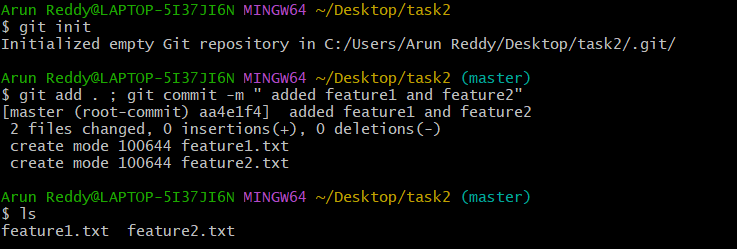 Arun Reddy@LAPTOP-5I37JI6N MINGW64 ~/Desktop/task2
$ git init
Initialized empty Git repository in C:/Users/Arun Reddy/Desktop/task2/.git/
Arun Reddy@LAPTOP-5I37JI6N MINGW64 ~/Desktop/task2 (master)
$ git add . ; git commit -m " added feature1 and feature2"
[master (root-commit) aa4e1f4]  added feature1 and feature2
 2 files changed, 0 insertions(+), 0 deletions(-)
 create mode 100644 feature1.txt
 create mode 100644 feature2.txt
Arun Reddy@LAPTOP-5I37JI6N MINGW64 ~/Desktop/task2 (master)
$ ls
feature1.txt  feature2.txt